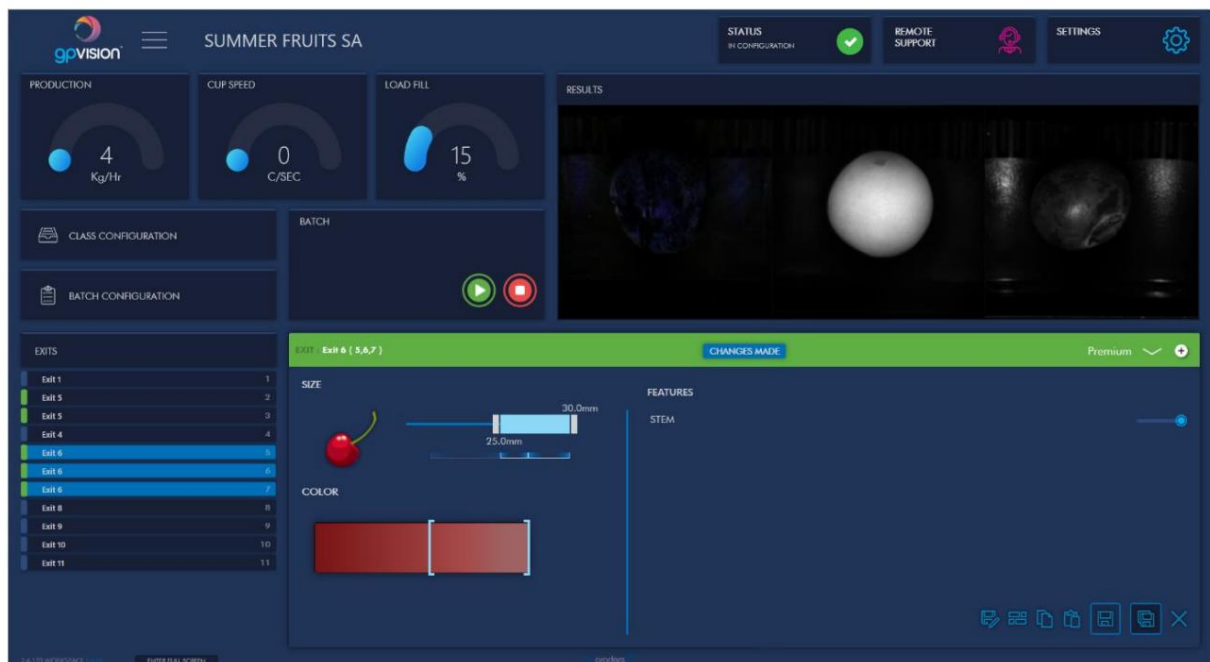 gpvision
SUMMER FRUITS SA
STATUS
IN CONFIGURATION
REMOTE
SUPPORT
SETTINGS
PRODUCTION
4
Kg/Hr
CUP SPEED
0
C/SEC
LOAD FILL
15
%
RESULTS
CLASS CONFIGURATION
BATCH
BATCH CONFIGURATION
EXITS
Exit 1 1
Exit 5 2
Exit 5 3
Exit 4 4
Exit 6 5
Exit 6 6
Exit 6 7
Exit 8 8
Exit 9 9
Exit 10 10
Exit 11 11
EXIT : Exit 6 ( 5,6,7 )
CHANGES MADE
Premium
SIZE
30.0mm
25.0mm
COLOR
FEATURES
STEM
ENTER FULL SCREEN